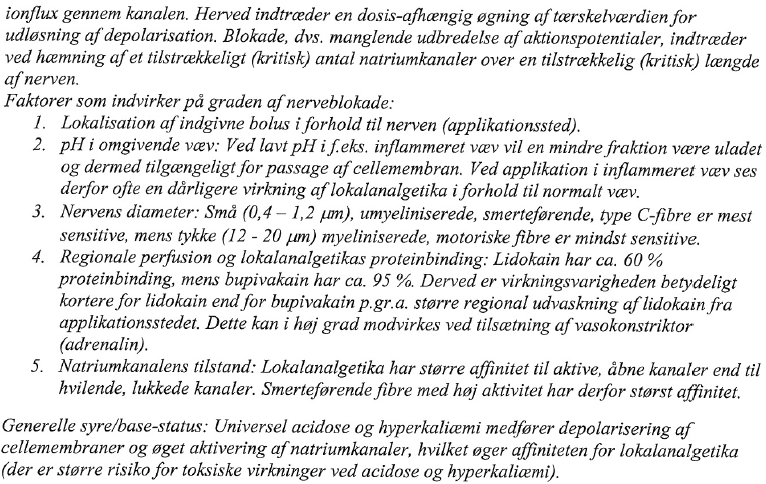 ionflux gennem kanalen. Herved indtræder en dosis-afhængig øgning af tærskelværdien for
udløsning af depolarisation. Blokade, dvs. manglende udbredelse af aktionspotentialer, indtræder
ved hæmning af et tilstrækkeligt (kritisk) antal natriumkanaler over en tilstrækkelig (kritisk) længde
af nerven.
Faktorer som indvirker på graden af nerveblokade:
1. Lokalisation af indgivne bolus i forhold til nerven (applikationssted).
2. pH i omgivende væv: Ved lavt pH i f.eks. inflammeret væv vil en mindre fraktion være uladet
og dermed tilgængeligt for passage af cellemembran. Ved applikation i inflammeret væv ses
derfor ofte en dårligere virkning af lokalanalgetika i forhold til normalt væv.
3. Nervens diameter: Små (0,4 – 1,2 µm), umyeliniserede, smerteførende, type C-fibre er mest
sensitive, mens tykke (12 - 20 µm) myeliniserede, motoriske fibre er mindst sensitive.
4. Regionale perfusion og lokalanalgetikas proteinbinding: Lidokain har ca. 60 %
proteinbinding, mens bupivakain har ca. 95 %. Derved er virkningsvarigheden betydeligt
kortere for lidokain end for bupivakain p.gr.a. større regional udvaskning af lidokain fra
applikationsstedet. Dette kan i høj grad modvirkes ved tilsætning af vasokonstriktor
(adrenalin).
5. Natriumkanalens tilstand: Lokalanalgetika har større affinitet til aktive, åbne kanaler end til
hvilende, lukkede kanaler. Smerteførende fibre med høj aktivitet har derfor størst affinitet.
Generelle syre/base-status: Universel acidose og hyperkaliæmi medfører depolarisering af
cellemembraner og øget aktivering af natriumkanaler, hvilket øger affiniteten for lokalanalgetika
(der er større risiko for toksiske virkninger ved acidose og hyperkaliæmi).